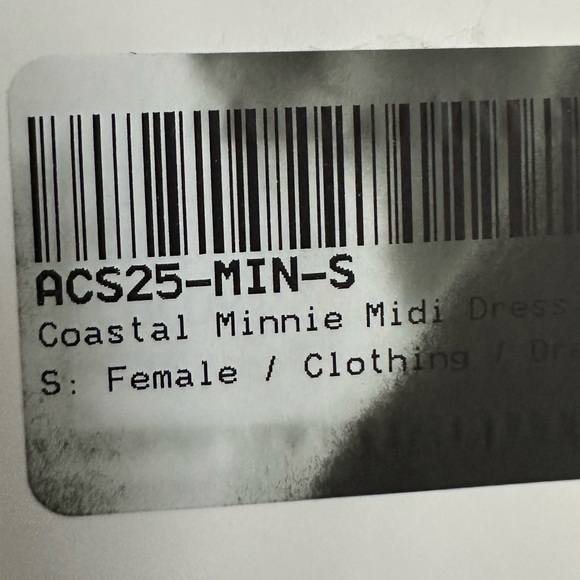 ACS25-MIN-S
Coastal Minnie Midi Dress
S: Female / Clothing /